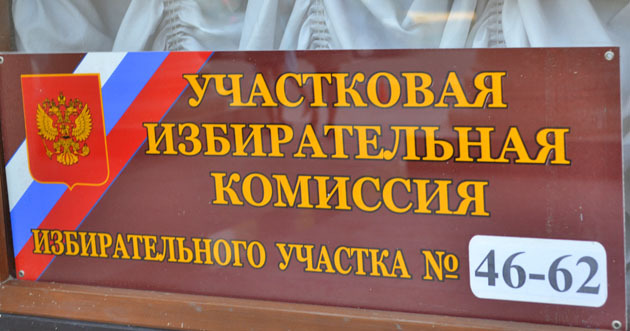 УЧАСТКОВАЯ
ИЗБИРАТЕЛЬНАЯ
КОМИССИЯ
ИЗБИРАТЕЛЬНОГО УЧАСТКА № 46-62